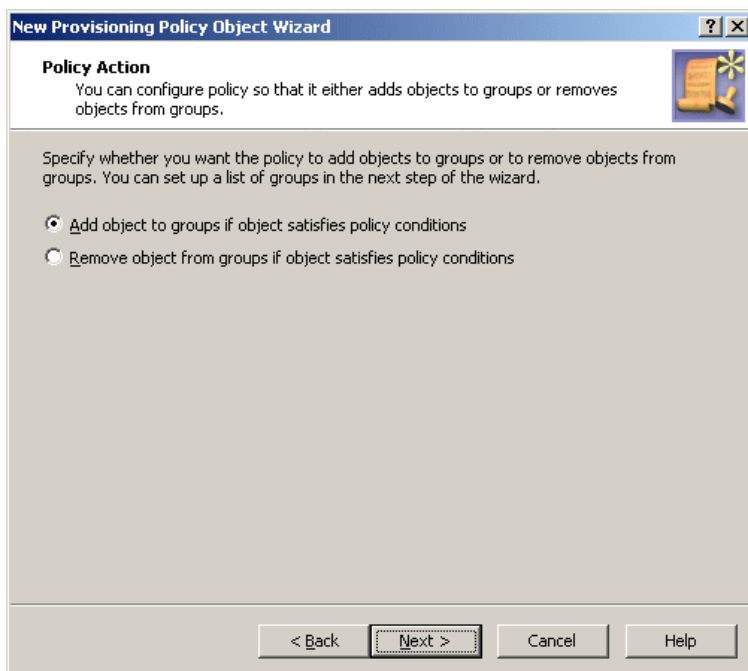 New Provisioning Policy Object Wizard
Policy Action
You can configure policy so that it either adds objects to groups or removes
objects from groups.
Specify whether you want the policy to add objects to groups or to remove objects from
groups. You can set up a list of groups in the next step of the wizard.
Add object to groups if object satisfies policy conditions
Remove object from groups if object satisfies policy conditions
< Back Next > Cancel Help